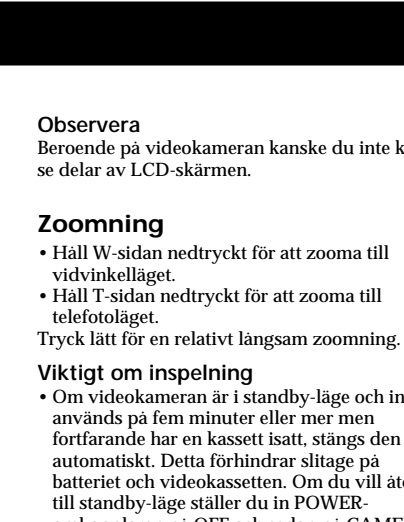 Observera
Beroende på videokameran kanske du inte
se delar av LCD-skärmen.
Zoomning
• Håll W-sidan nedtryckt för att zooma till
vidvinkelläget.
• Håll T-sidan nedtryckt för att zooma till
telefotoläget.
Tryck lätt för en relativt långsam zoomning.
Viktigt om inspelning
• Om videokameran är i standby-läge och
används på fem minuter eller mer men
fortfarande har en kassett isatt, stängs den
automatiskt. Detta förhindrar slitage på
batteriet och videokassetten. Om du vill
till standby-läge ställer du in POWER-